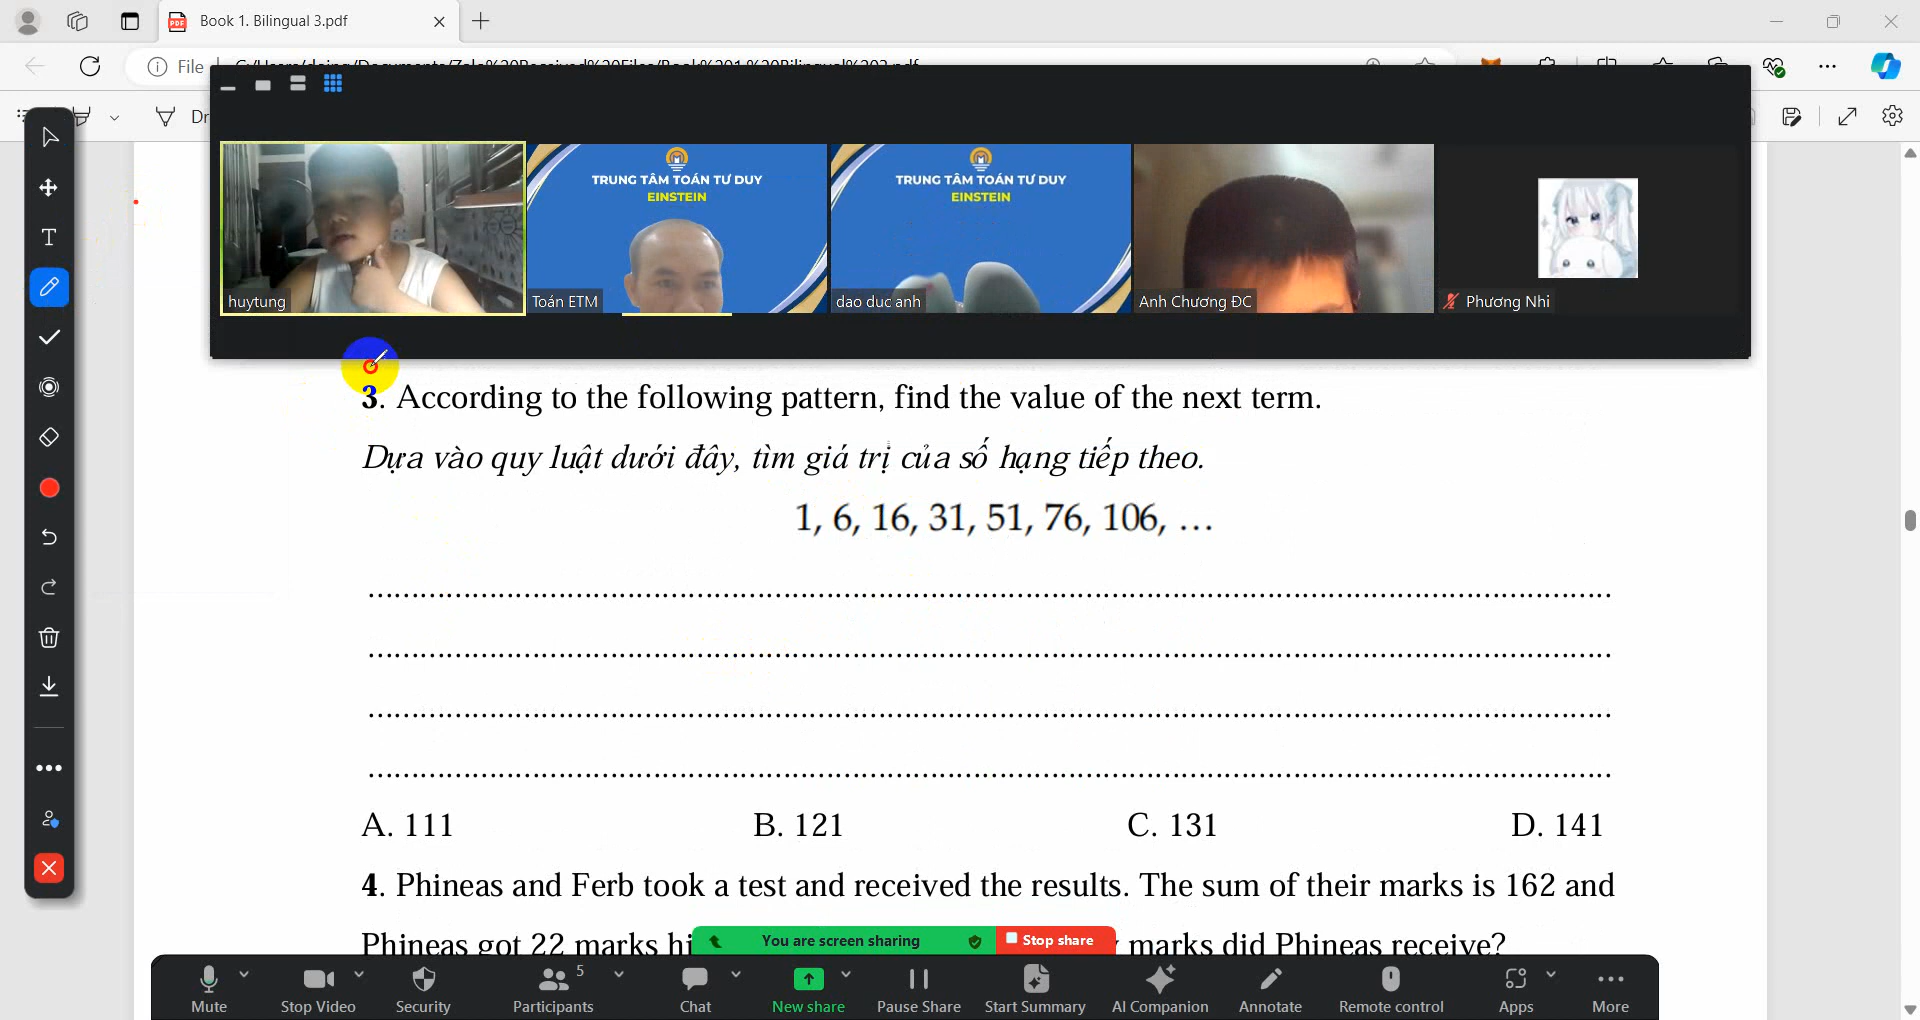 Book 1. Bilingual 3.pdf
File
Dr
TRUNG TÂM TOÁN TƯ DUY
EINSTEIN
TRUNG TÂM TOÁN TƯ DUY
EINSTEIN
huytung
Toán ETM
dao duc anh
Anh Chương ĐC
Phương Nhi
3. According to the following pattern, find the value of the next term.
Dựa vào quy luật dưới đây, tìm giá trị của số hạng tiếp theo.
1, 6, 16, 31, 51, 76, 106, …
A. 111 B. 121 C. 131 D. 141
4. Phineas and Ferb took a test and received the results. The sum of their marks is 162 and
Phineas got 22 marks marks did Phineas receive?
You are screen sharing Stop share
5
Mute Stop Video Security Participants Chat New share Pause Share Start Summary AI Companion Annotate Remote control Apps More